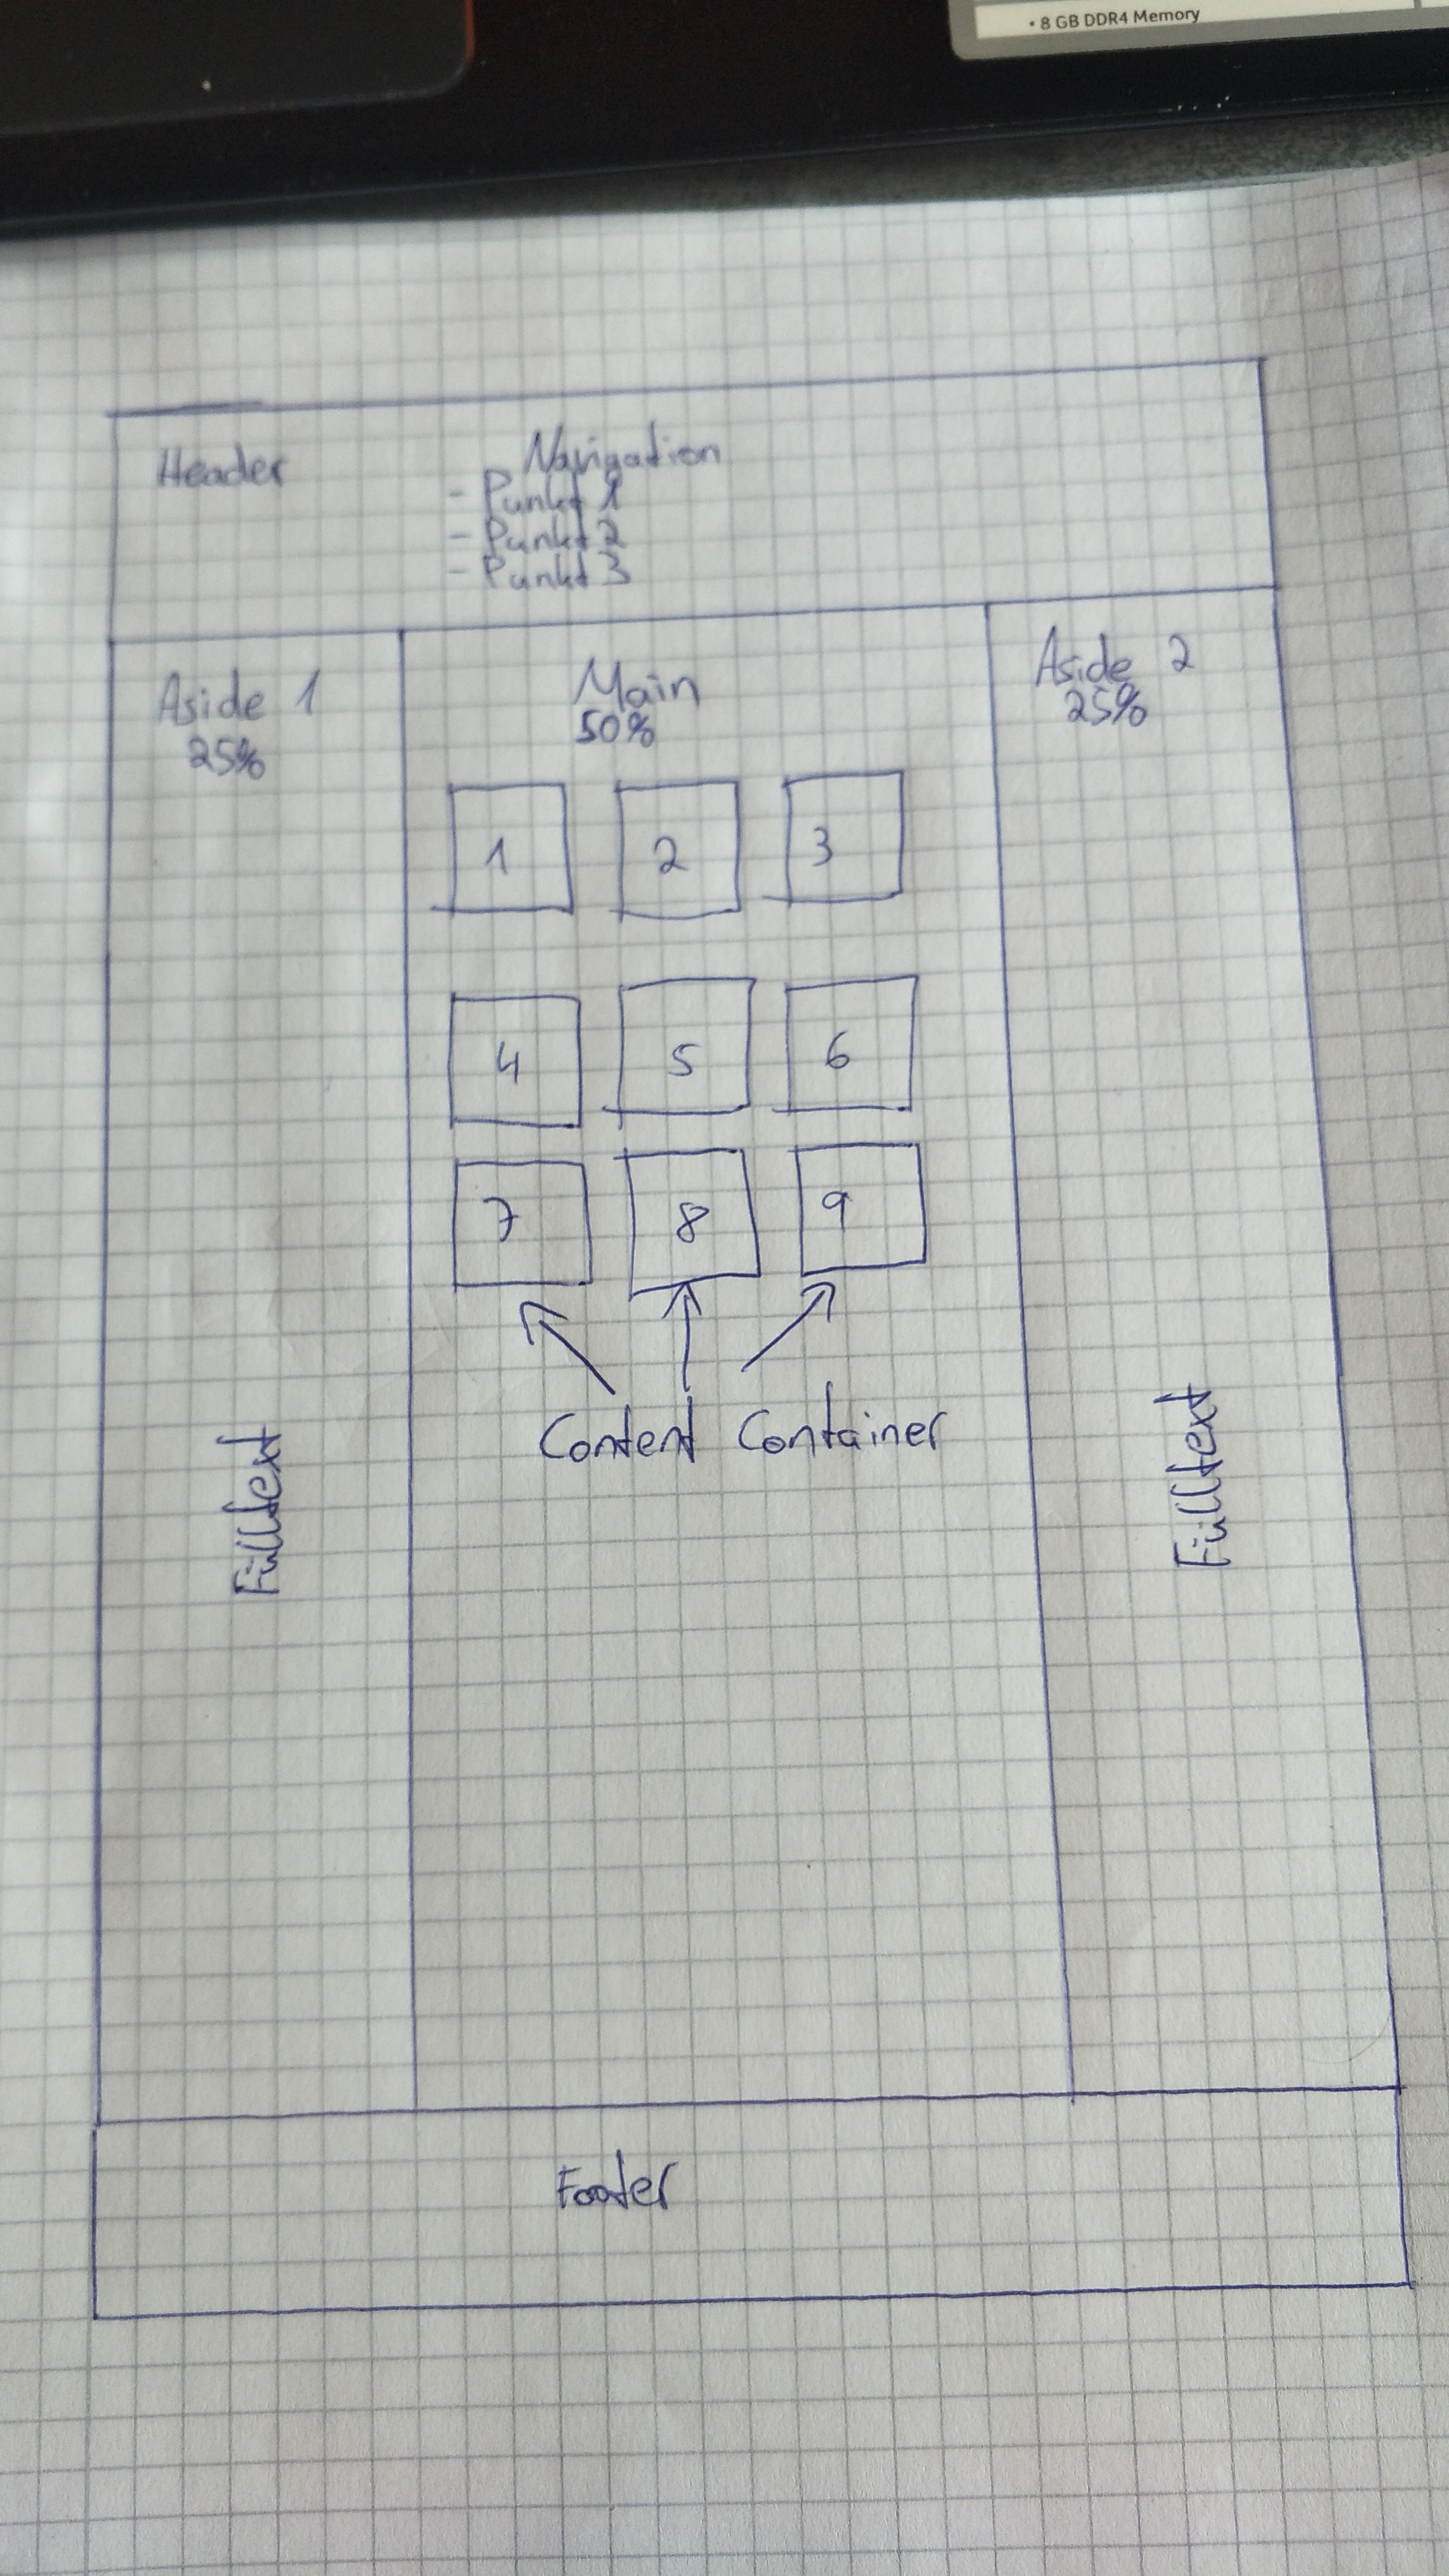 • 8 GB DDR4 Memory
Header
Navigation
- Punkt 1
- Punkt 2
- Punkt 3
Aside 1
25%
Main
50%
Aside 2
25%
1
2
3
4
5
6
7
8
9
Content Container
Fülltext
Fülltext
Footer